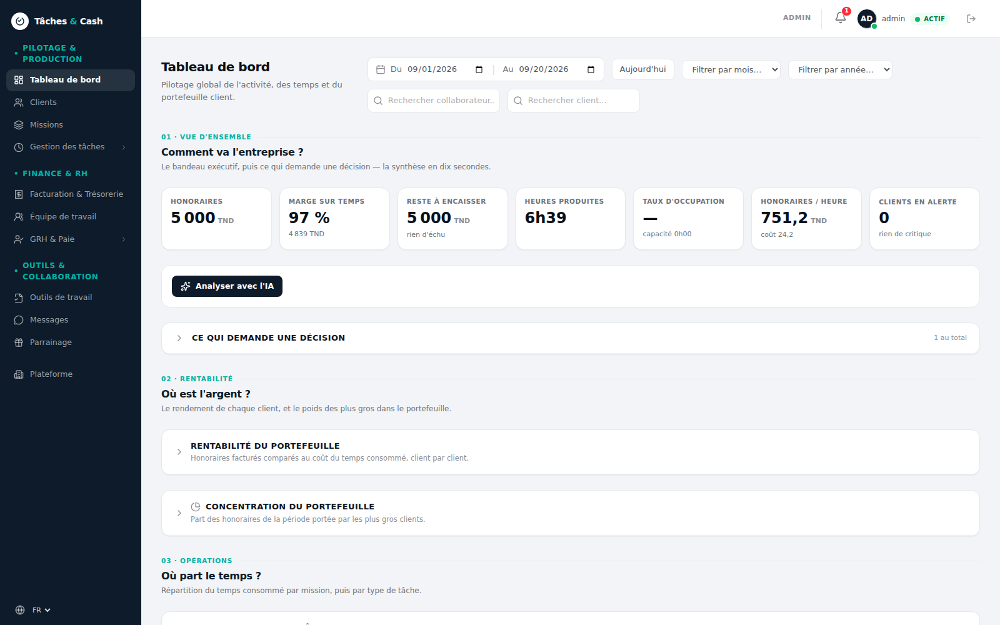 Tâches & Cash
• PILOTAGE &
PRODUCTION
Tableau de bord
Clients
Missions
Gestion des tâches
• FINANCE & RH
Facturation & Trésorerie
Équipe de travail
GRH & Paie
• OUTILS &
COLLABORATION
Outils de travail
Messages
Parrainage
Plateforme
FR
ADMIN
1
AD
admin
ACTIF
Tableau de bord
Pilotage global de l'activité, des temps et du
portefeuille client.
Du 09/01/2026 | Au 09/20/2026
Aujourd'hui
Filtrer par mois...
Filtrer par année...
Rechercher collaborateur..
Rechercher client...
01 · VUE D'ENSEMBLE
Comment va l'entreprise ?
Le bandeau exécutif, puis ce qui demande une décision — la synthèse en dix secondes.
HONORAIRES
5 000 TND
MARGE SUR TEMPS
97 %
4 839 TND
RESTE À ENCAISSER
5 000 TND
rien d'échu
HEURES PRODUITES
6h39
TAUX D'OCCUPATION
—
capacité 0h00
HONORAIRES / HEURE
751,2 TND
coût 24,2
CLIENTS EN ALERTE
0
rien de critique
Analyser avec l'IA
CE QUI DEMANDE UNE DÉCISION
1 au total
02 · RENTABILITÉ
Où est l'argent ?
Le rendement de chaque client, et le poids des plus gros dans le portefeuille.
RENTABILITÉ DU PORTEFEUILLE
Honoraires facturés comparés au coût du temps consommé, client par client.
CONCENTRATION DU PORTEFEUILLE
Part des honoraires de la période portée par les plus gros clients.
03 · OPÉRATIONS
Où part le temps ?
Répartition du temps consommé par mission, puis par type de tâche.